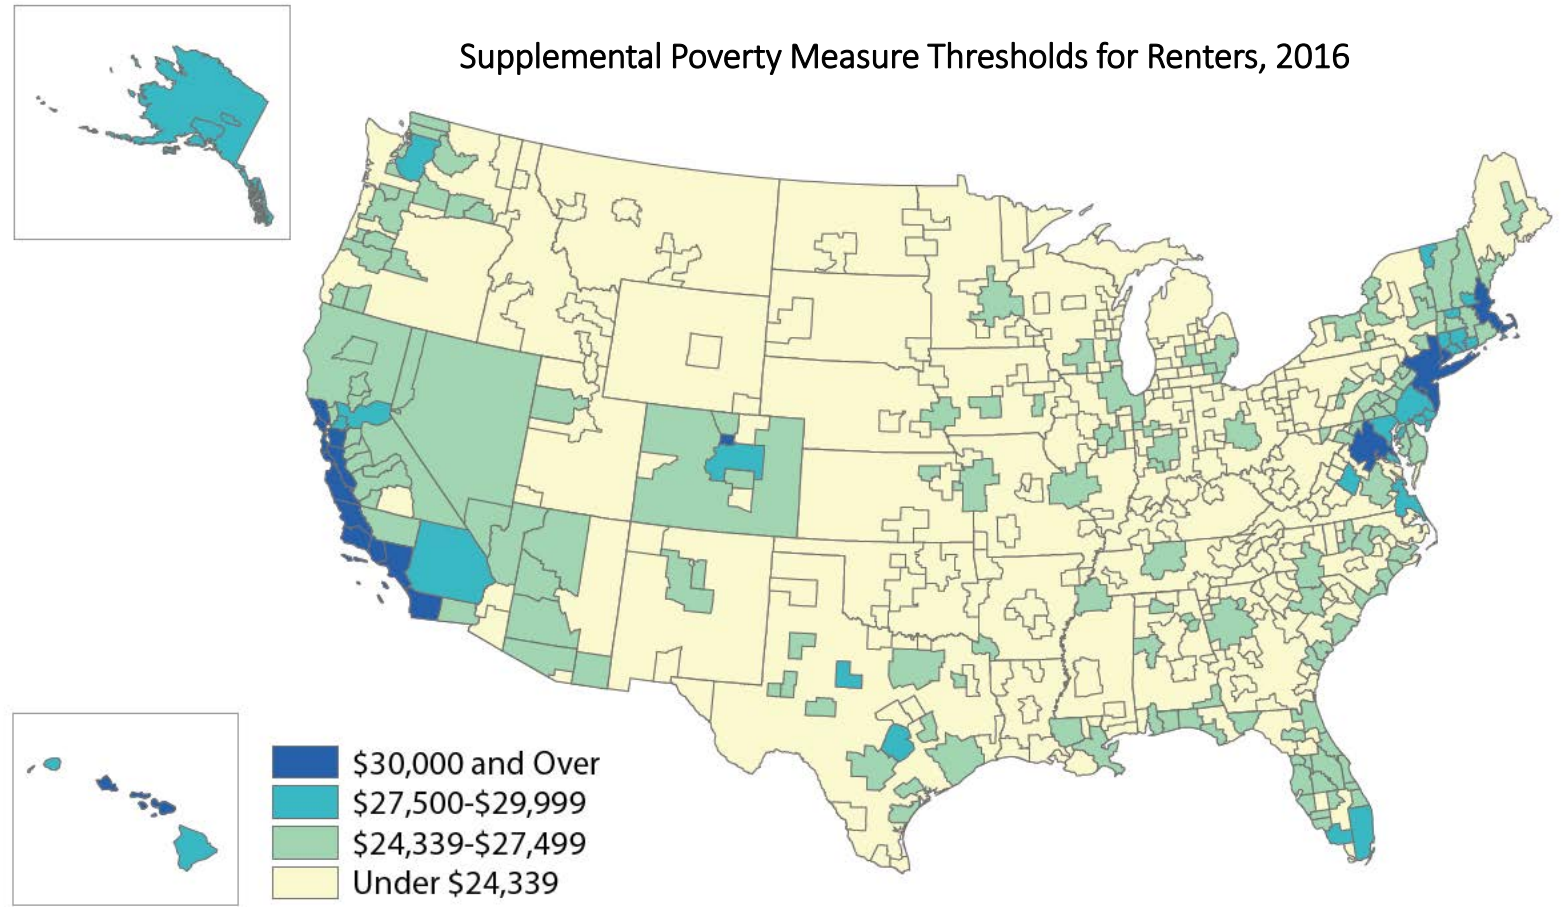 Supplemental Poverty Measure Thresholds for Renters, 2016
$30,000 and Over
$27,500-$29,999
$24,339-$27,499
Under $24,339